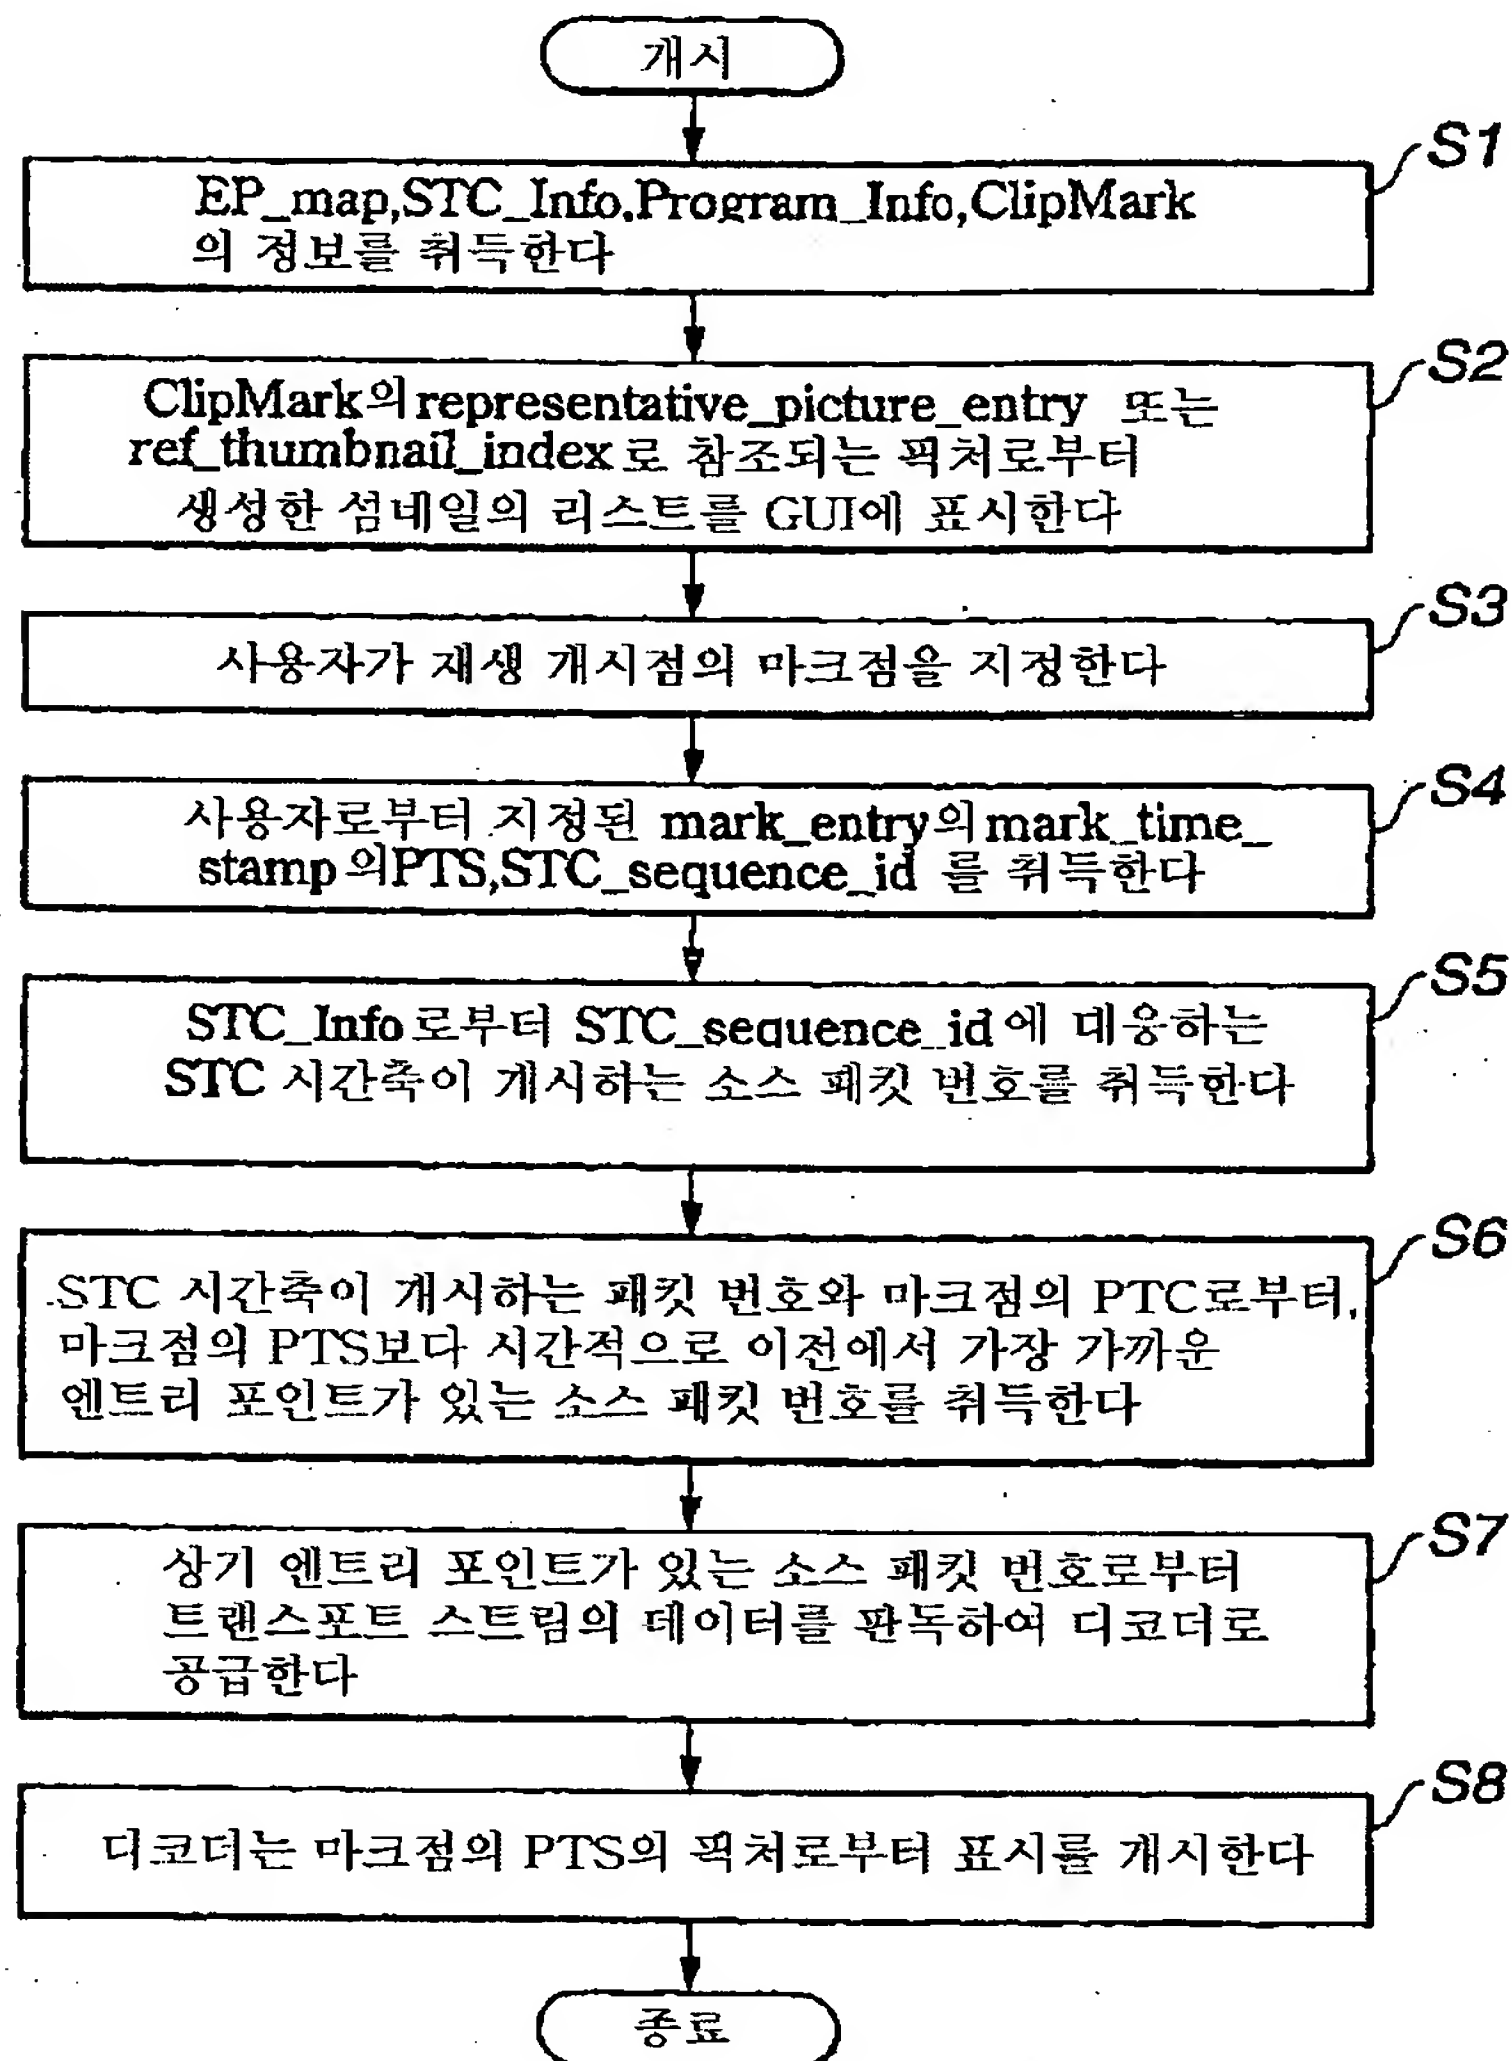 개시
S1
EP_map,STC_Info,Program_Info,ClipMark
의 정보를 취득한다
S2
ClipMark의 representative_picture_entry 또는
ref_thumbnail_index로 참조되는 픽처로부터
생성한 섬네일의 리스트를 GUI에 표시한다
S3
사용자가 재생 개시점의 마크점을 지정한다
S4
사용자로부터 지정된 mark_entry의 mark_time_
stamp의PTS,STC_sequence_id 를 취득한다
S5
STC_Info로부터 STC_sequence_id에 대응하는
STC 시간축이 게시하는 소스 패킷 번호를 취득한다
S6
STC 시간축이 개시하는 패킷 번호와 마크점의 PTC로부터,
마크점의 PTS보다 시간적으로 이전에서 가장 가까운
엔트리 포인트가 있는 소스 패킷 번호를 취득한다
S7
상기 엔트리 포인트가 있는 소스 패킷 번호로부터
트랜스포트 스트림의 데이터를 판독하여 디코더로
공급한다
S8
디코더는 마크점의 PTS의 픽처로부터 표시를 개시한다
종료